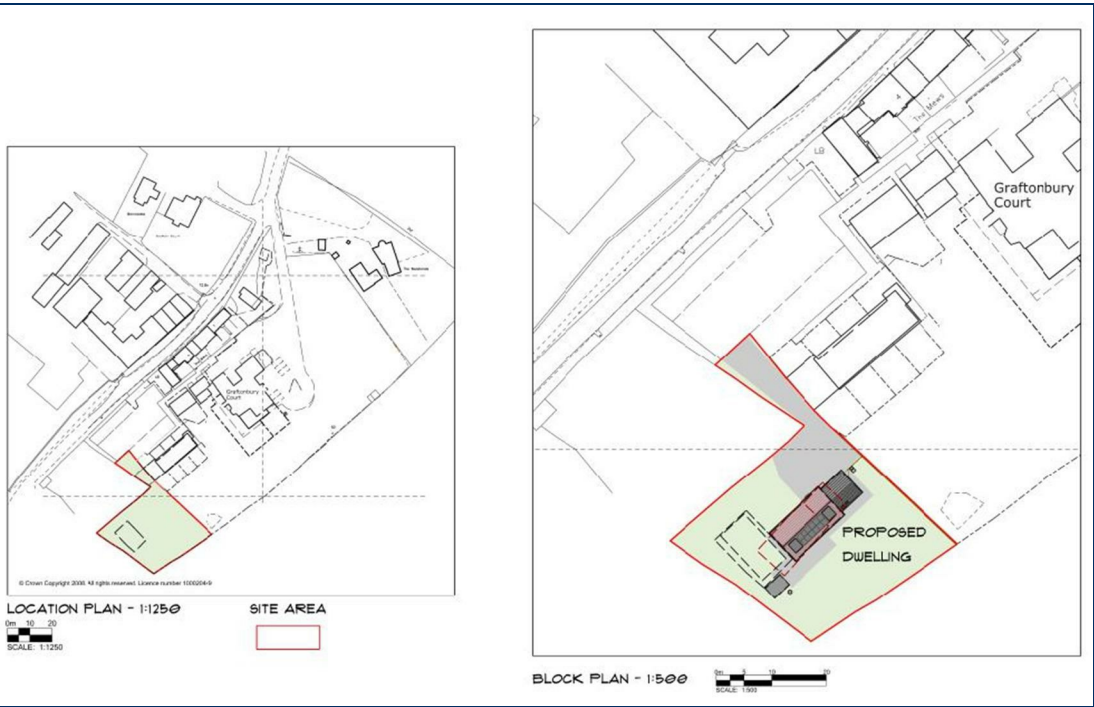 Graftonbury
Court
© Crown Copyright 2008. All rights reserved. Licence number 1000204-9
LOCATION PLAN - 1:1250
0m 10 20
SCALE: 1:1250
SITE AREA
4
The Mews
LB
Graftonbury
Court
PROPOSED
DWELLING
BLOCK PLAN - 1:500
0m 5 10 20
SCALE: 1:500